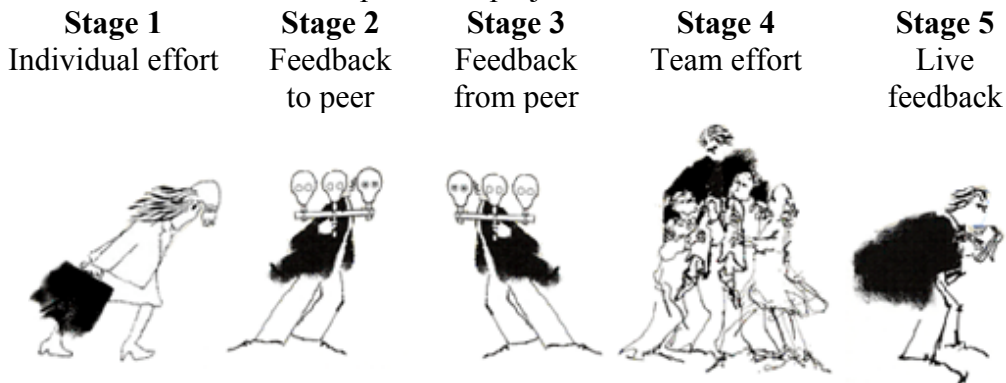 Stage 1 Stage 2 Stage 3 Stage 4 Stage 5
Individual effort Feedback Feedback Team effort Live
to peer from peer feedback